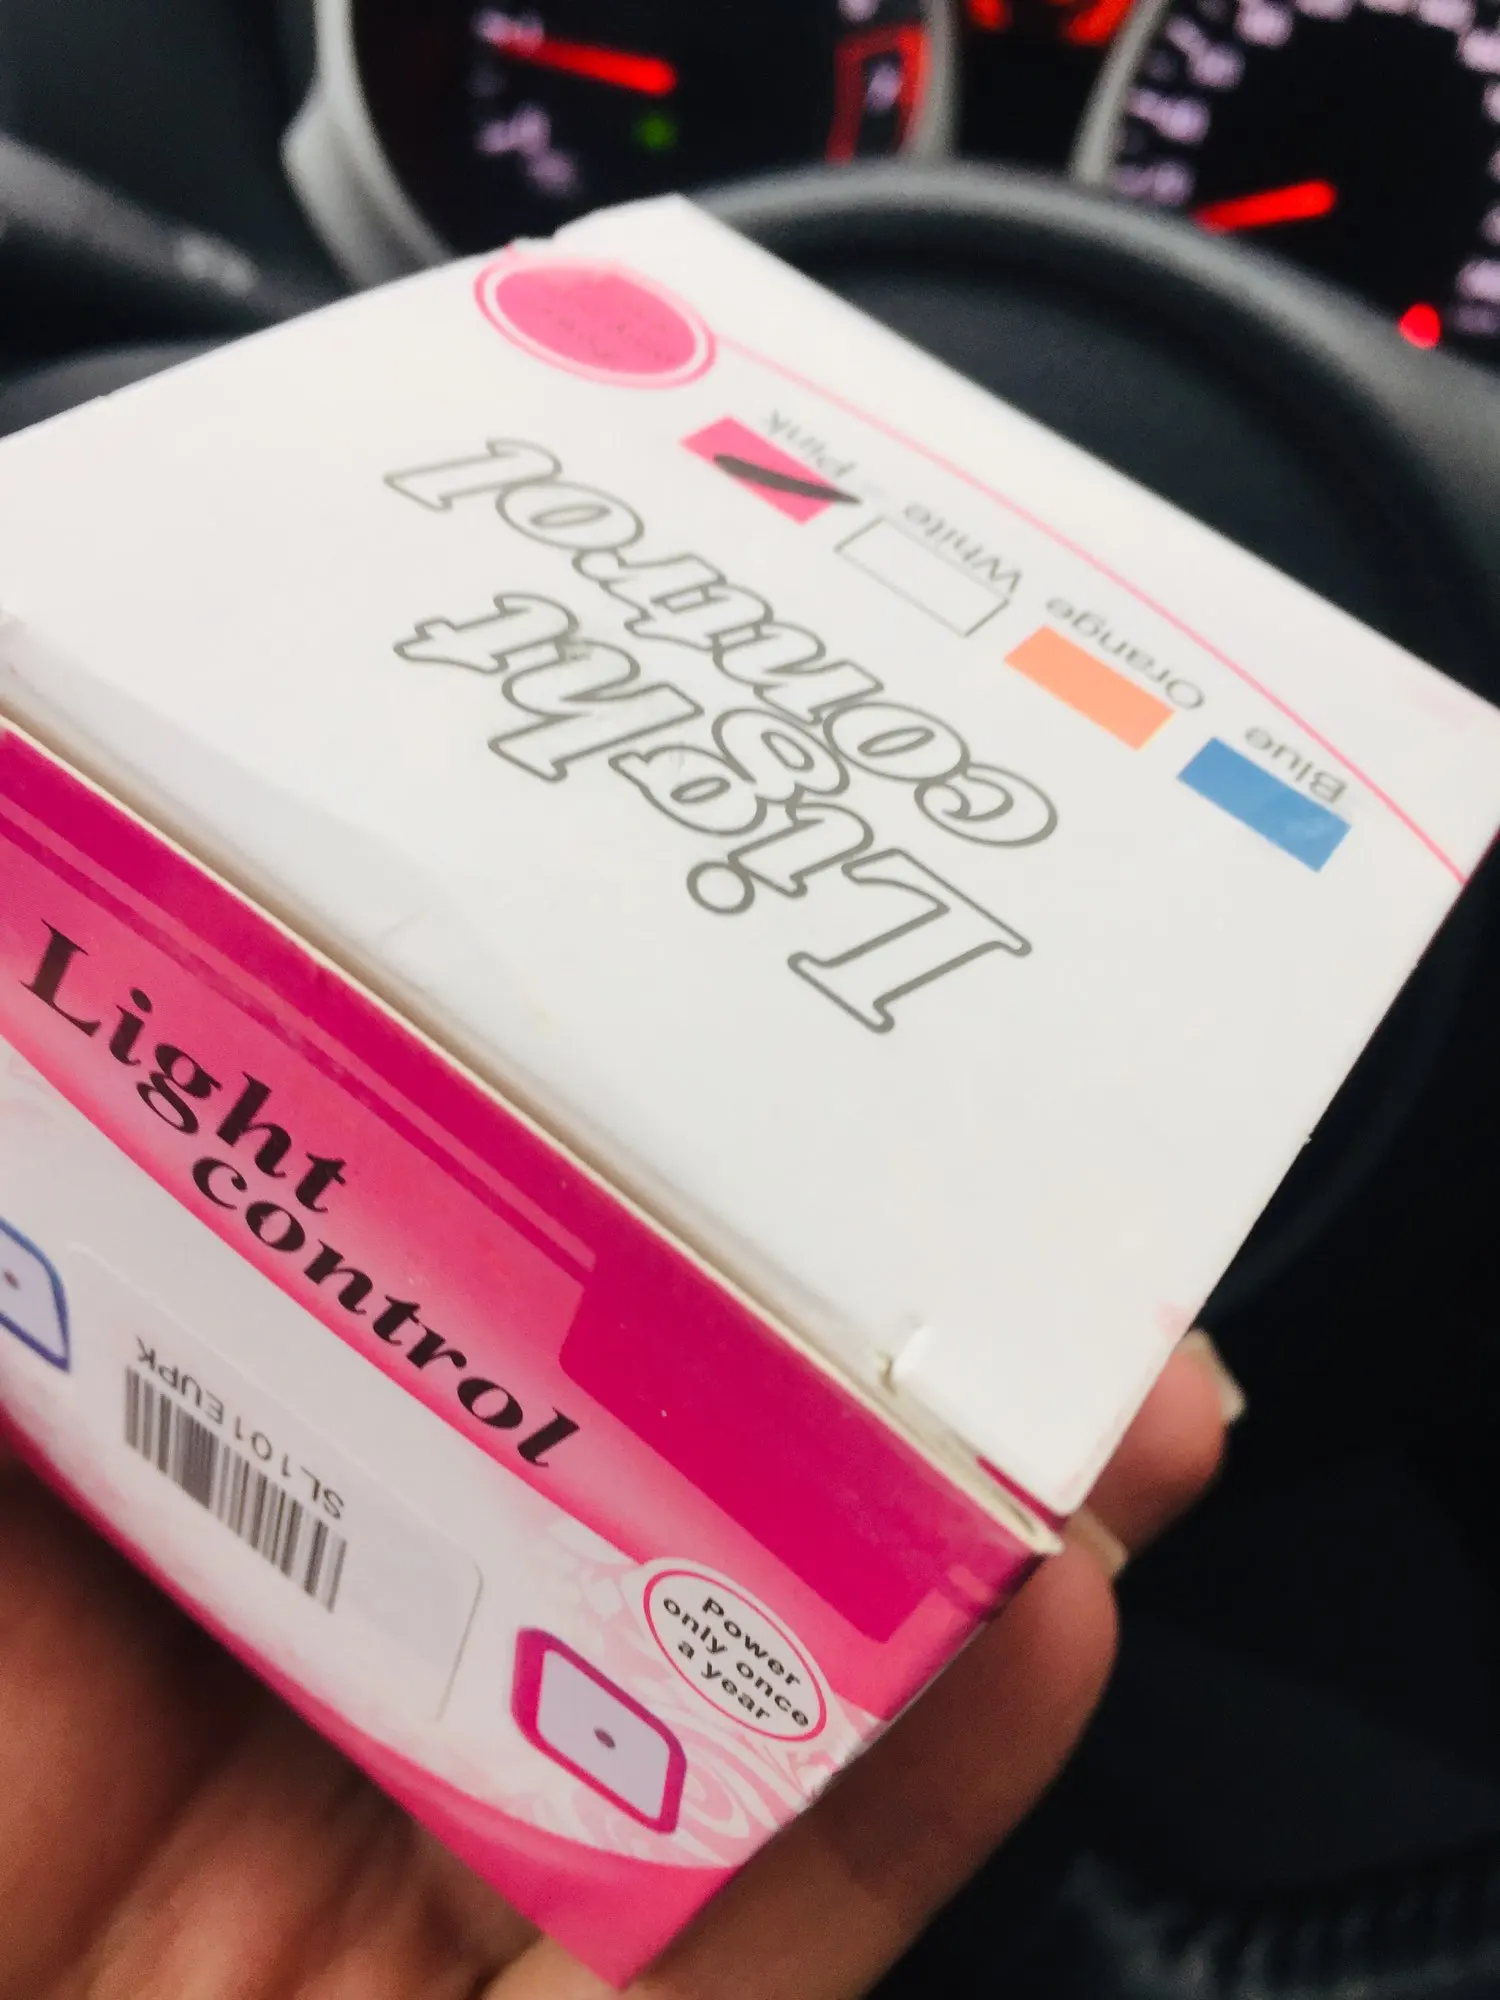 Blue
Orange
White
Pink
Light
control
Light
control
SL101EUPK
Power
only once
a year